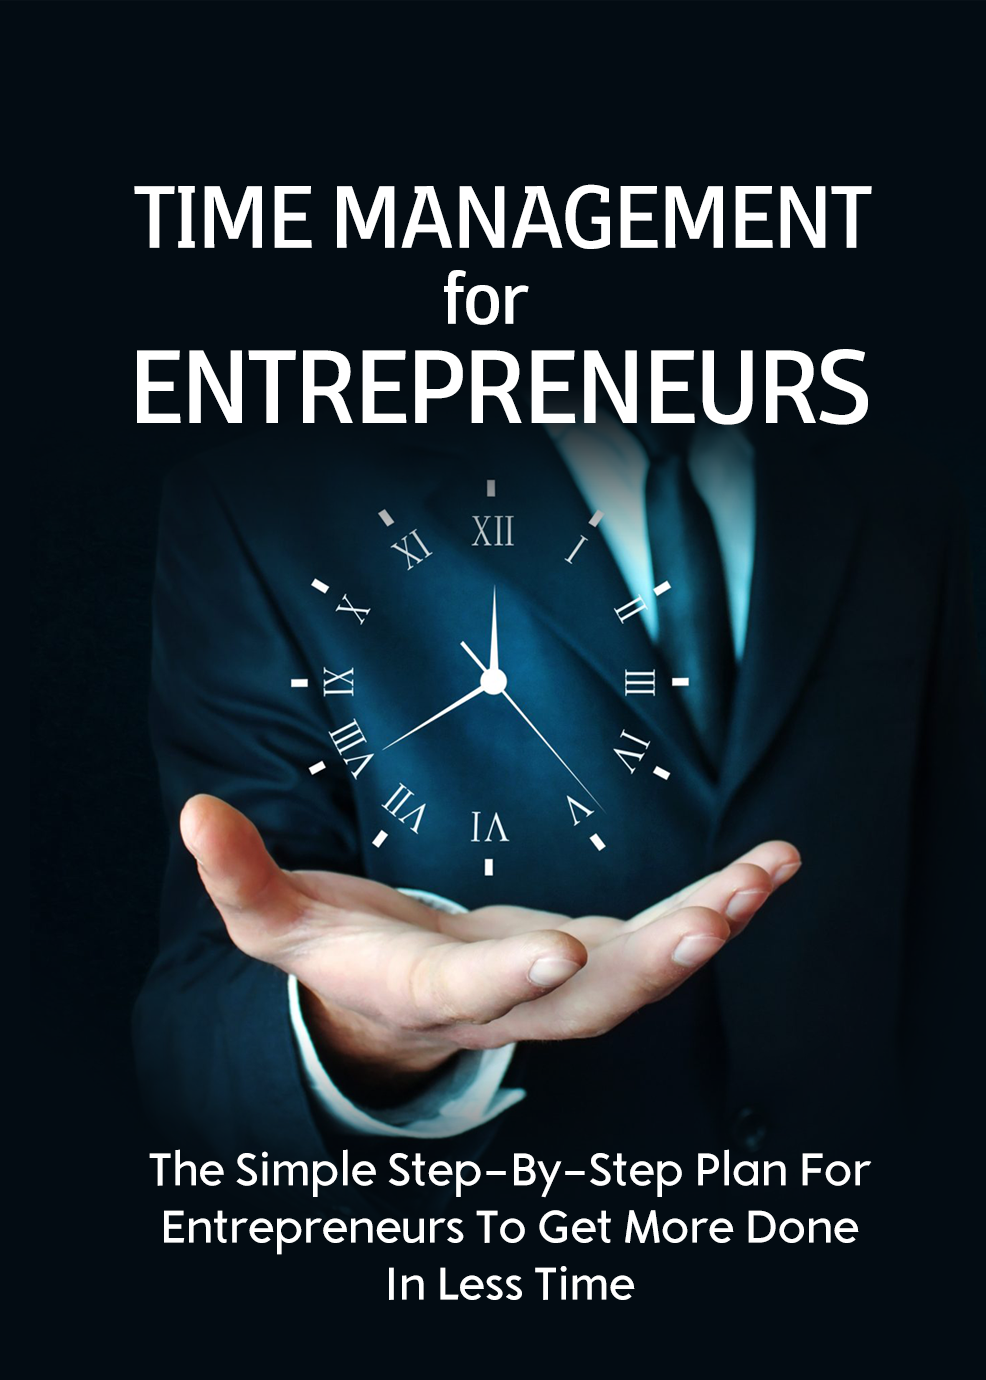 TIME MANAGEMENT
for
ENTREPRENEURS
XII
XI
I
X
II
IX
III
VIII
IV
VII
V
VI
The Simple Step-By-Step Plan For
Entrepreneurs To Get More Done
In Less Time